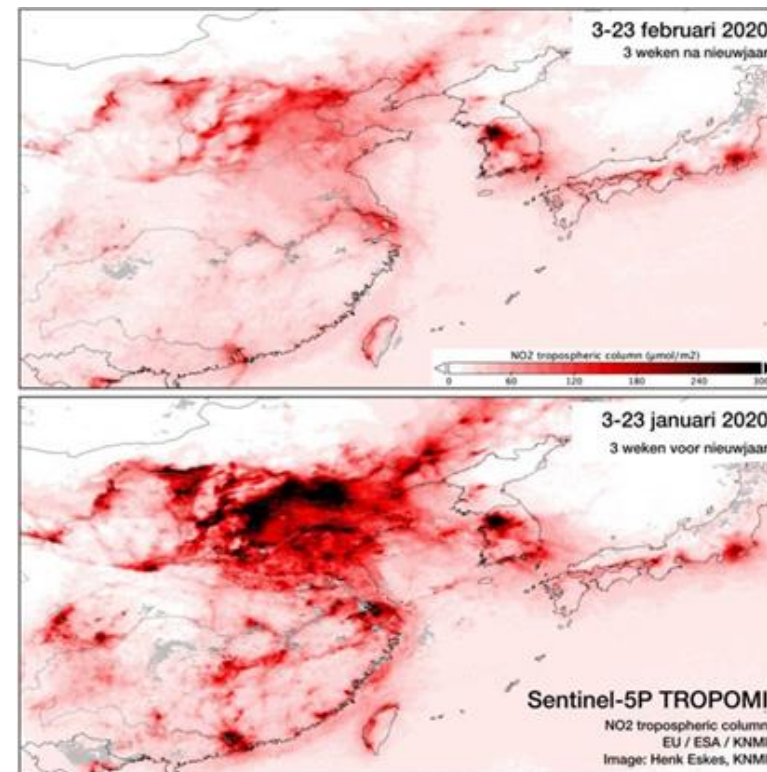 3-23 februari 2020
3 weken na nieuwjaar
NO2 tropospheric column (μmol/m2)
0 60 120 180 240 300
3-23 januari 2020
3 weken voor nieuwjaar
Sentinel-5P TROPOMI
NO2 tropospheric column
EU / ESA / KNMI
Image: Henk Eskes, KNMI